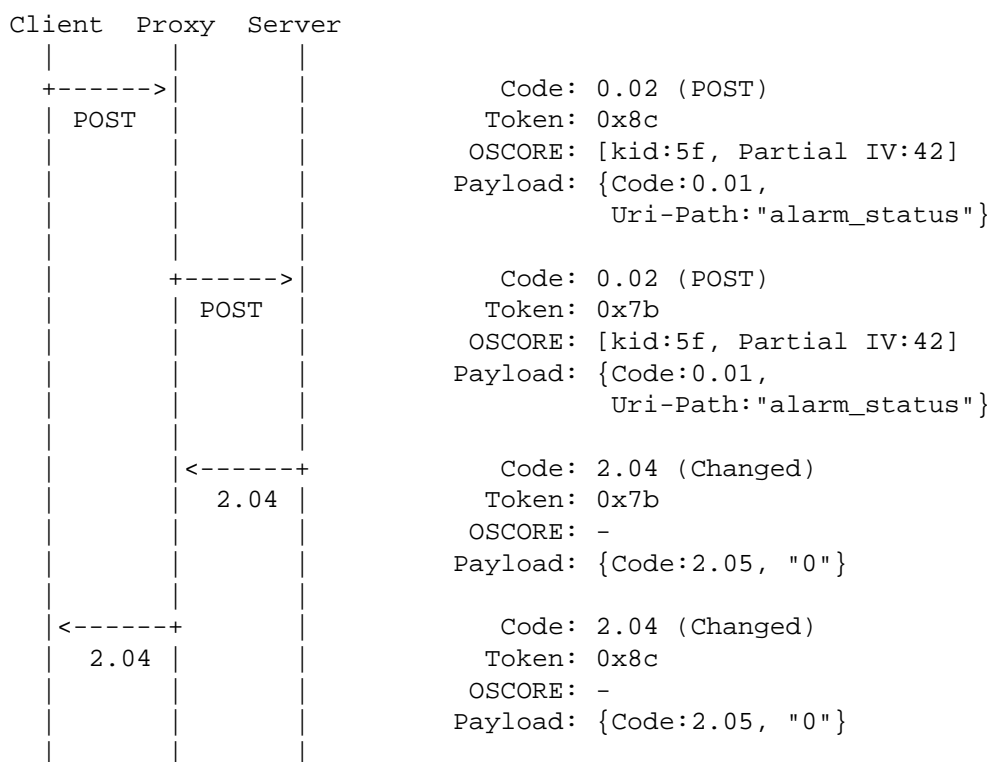 Client  Proxy  Server
  |       |       |
  +------>|       |            Code: 0.02 (POST)
  | POST  |       |           Token: 0x8c
  |       |       |          OSCORE: [kid:5f, Partial IV:42]
  |       |       |         Payload: {Code:0.01,
  |       |       |                   Uri-Path:"alarm_status"}
  |       |       |
  |       +------>|            Code: 0.02 (POST)
  |       | POST  |           Token: 0x7b
  |       |       |          OSCORE: [kid:5f, Partial IV:42]
  |       |       |         Payload: {Code:0.01,
  |       |       |                   Uri-Path:"alarm_status"}
  |       |       |
  |       |<------+            Code: 2.04 (Changed)
  |       |  2.04 |           Token: 0x7b
  |       |       |          OSCORE: -
  |       |       |         Payload: {Code:2.05, "0"}
  |       |       |
  |<------+       |            Code: 2.04 (Changed)
  |  2.04 |       |           Token: 0x8c
  |       |       |          OSCORE: -
  |       |       |         Payload: {Code:2.05, "0"}
  |       |       |